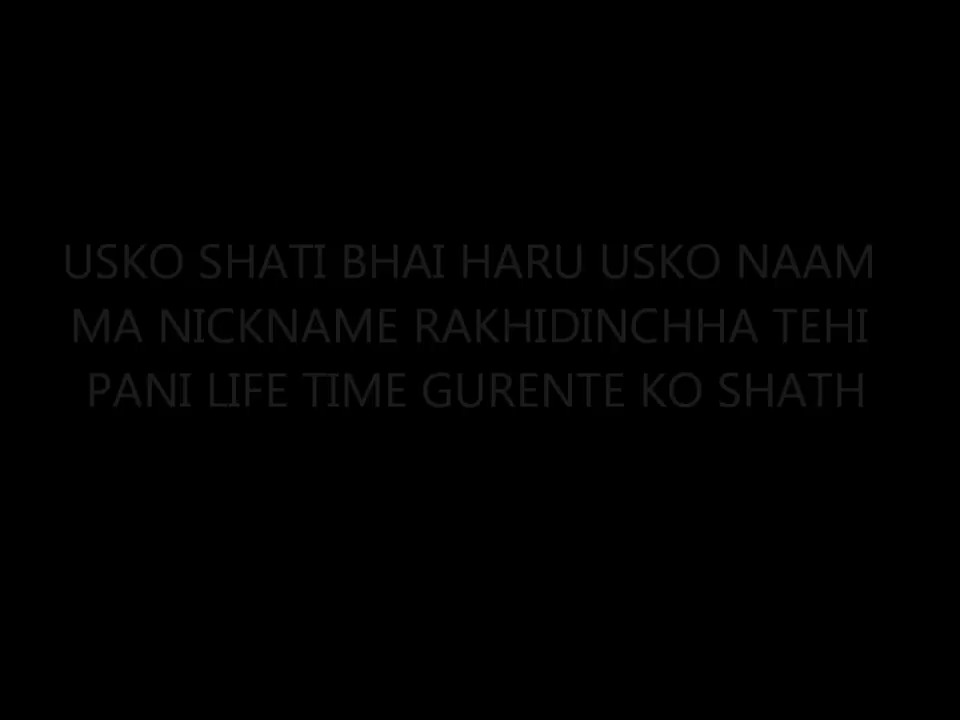 USKO SHATI BHAI HARU USKO NAAM
MA NICKNAME RAKHIDINCHHA TEHI
PANI LIFE TIME GURENTE KO SHATH